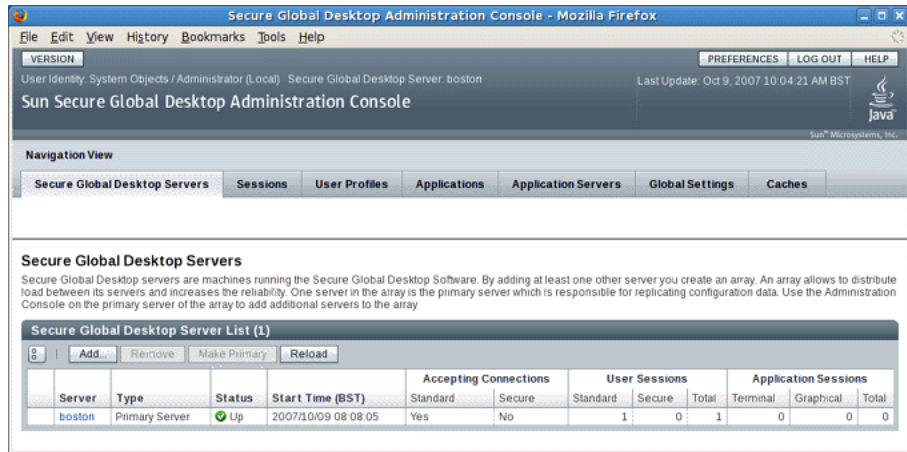 Secure Global Desktop Administration Console - Mozilla Firefox
File Edit View History Bookmarks Tools Help
VERSION PREFERENCES LOG OUT HELP
User Identity: System Objects / Administrator (Local) Secure Global Desktop Server: boston Last Update: Oct 9, 2007 10:04:21 AM BST
Sun Secure Global Desktop Administration Console
Java™
Sun™ Microsystems, Inc.
Navigation View
Secure Global Desktop Servers Sessions User Profiles Applications Application Servers Global Settings Caches
Secure Global Desktop Servers
Secure Global Desktop servers are machines running the Secure Global Desktop Software. By adding at least one other server you create an array. An array allows to distribute
load between its servers and increases the reliability. One server in the array is the primary server which is responsible for replicating configuration data. Use the Administration
Console on the primary server of the array to add additional servers to the array
Secure Global Desktop Server List (1)
Add... Remove Make Primary Reload
Accepting Connections User Sessions Application Sessions
Server Type Status Start Time (BST) Standard Secure Standard Secure Total Terminal Graphical Total
boston Primary Server Up 2007/10/09 08:08:05 Yes No 1 0 1 0 0 0